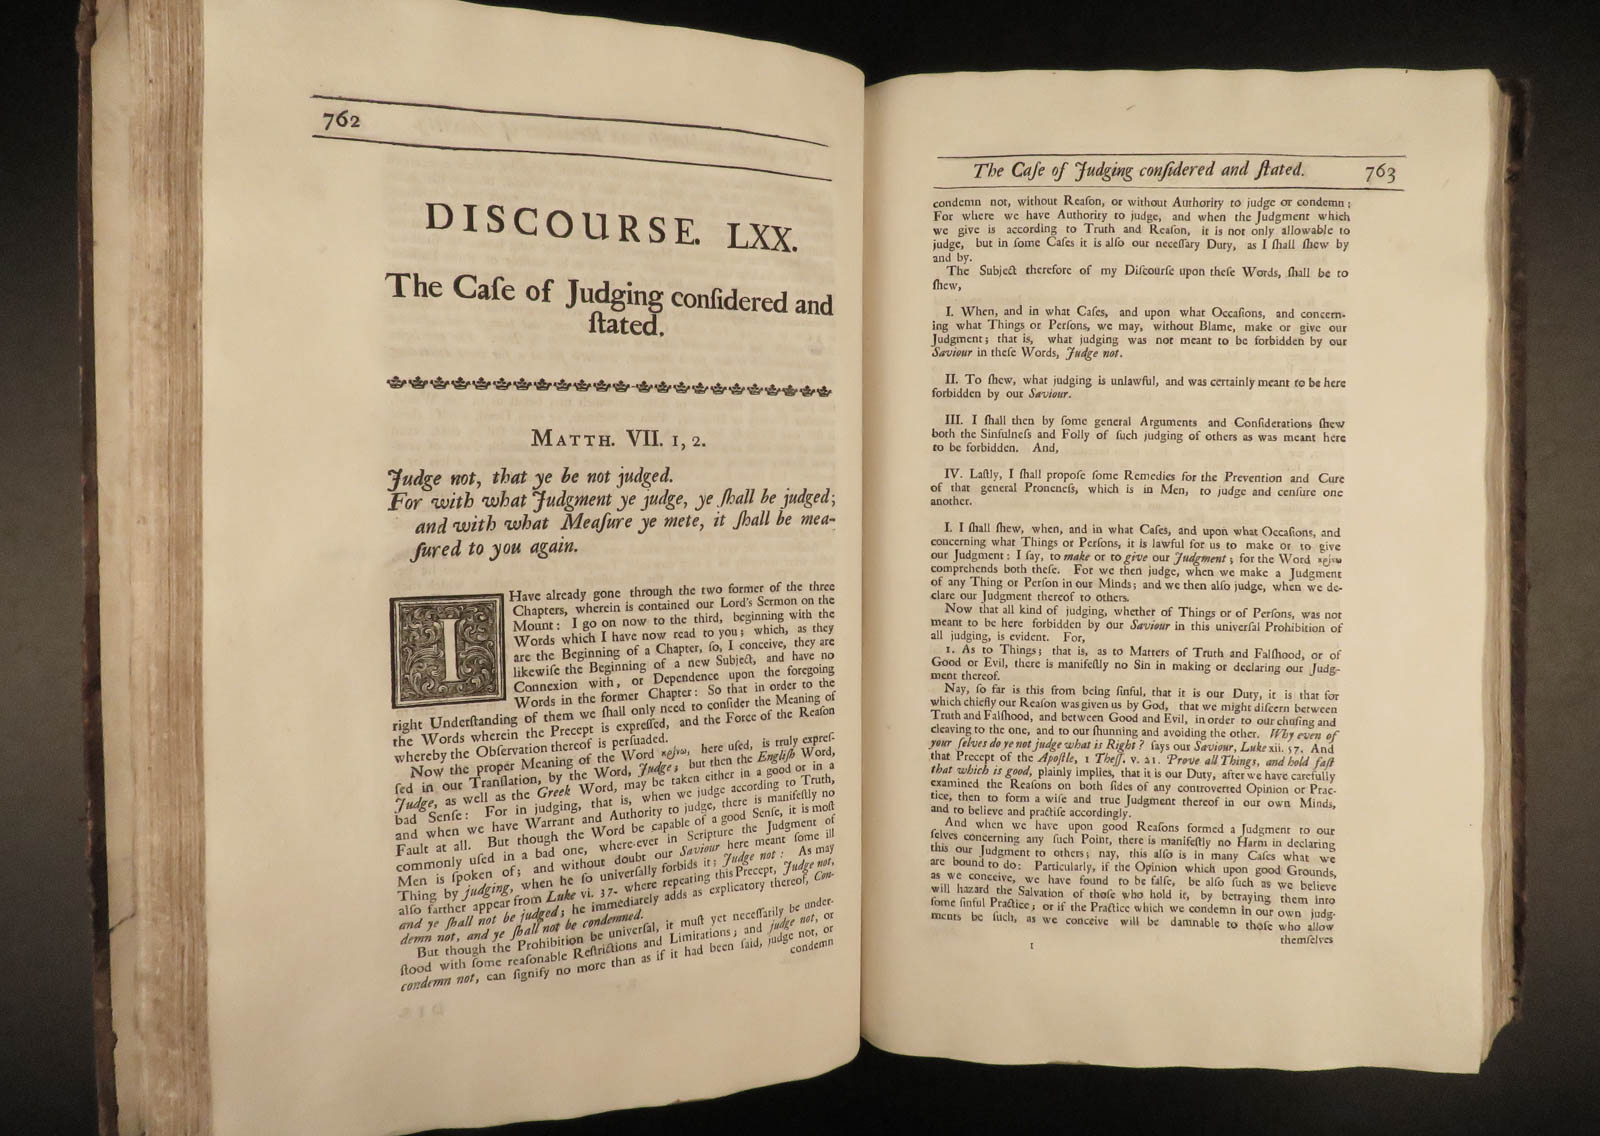 762
DISCOURSE. LXX.
The Caſe of Judging conſidered and
ſtated.
MATTH. VII. 1, 2.
Judge not, that ye be not judged.
For with what Judgment ye judge, ye ſhall be judged;
and with what Meaſure ye mete, it ſhall be mea-
ſured to you again.
I Have already gone through the two former of the three
Chapters, wherein is contained our Lord's Sermon on the
Mount: I go on now to the third, beginning with the
Words which I have now read to you; which, as they
are the Beginning of a Chapter, ſo, I conceive, they are
likewiſe the Beginning of a new Subject, and have no
Connexion with, or Dependence upon the foregoing
Words in the former Chapter: So that in order to the
right Underſtanding of them we ſhall only need to conſider the Meaning of
the Words wherein the Precept is expreſſed, and the Force of the Reaſon
whereby the Obſervation thereof is perſuaded.
Now the proper Meaning of the Word κρίνω, here uſed, is truly expreſ-
ſed in our Tranſlation, by the Word, Judge; but then the Engliſh Word,
Judge, as well as the Greek Word, may be taken either in a good or in a
bad Senſe: For in judging, that is, when we judge according to Truth,
and when we have Warrant and Authority to judge, there is manifeſtly no
Fault at all. But though the Word be capable of a good Senſe, it is moſt
commonly uſed in a bad one, where-ever in Scripture the Judgment of
Men is ſpoken of; and without doubt our Saviour here meant ſome ill
Thing by judging, when he ſo univerſally forbids it; Judge not: As may
alſo farther appear from Luke vi. 37. where repeating this Precept, Judge not,
and ye ſhall not be judged; he immediately adds as explicatory thereof, Con-
demn not, and ye ſhall not be condemned.
But though the Prohibition be univerſal, it muſt yet neceſſarily be under-
ſtood with ſome reaſonable Reſtrictions and Limitations; and judge not, or
condemn not, can ſignify no more than as if it had been ſaid, judge not, or
condemn
The Caſe of Judging conſidered and ſtated. 763
condemn not, without Reaſon, or without Authority to judge or condemn;
For where we have Authority to judge, and when the Judgment which
we give is according to Truth and Reaſon, it is not only allowable to
judge, but in ſome Caſes it is alſo our neceſſary Duty, as I ſhall ſhew by
and by.
The Subject therefore of my Diſcourſe upon theſe Words, ſhall be to
ſhew,
I. When, and in what Caſes, and upon what Occaſions, and concern-
ing what Things or Perſons, we may, without Blame, make or give our
Judgment; that is, what judging was not meant to be forbidden by our
Saviour in theſe Words, Judge not.
II. To ſhew, what judging is unlawful, and was certainly meant to be here
forbidden by our Saviour.
III. I ſhall then by ſome general Arguments and Conſiderations ſhew
both the Sinfulneſs and Folly of ſuch judging of others as was meant here
to be forbidden. And,
IV. Laſtly, I ſhall propoſe ſome Remedies for the Prevention and Cure
of that general Proneneſs, which is in Men, to judge and cenſure one
another.
I. I ſhall ſhew, when, and in what Caſes, and upon what Occaſions, and
concerning what Things or Perſons, it is lawful for us to make or to give
our Judgment: I ſay, to make or to give our Judgment; for the Word κρίνω
comprehends both theſe. For we then judge, when we make a Judgment
of any Thing or Perſon in our Minds; and we then alſo judge, when we de-
clare our Judgment thereof to others.
Now that all kind of judging, whether of Things or of Perſons, was not
meant to be here forbidden by our Saviour in this univerſal Prohibition of
all judging, is evident. For,
1. As to Things; that is, as to Matters of Truth and Falſhood, or of
Good or Evil, there is manifeſtly no Sin in making or declaring our Judg-
ment thereof.
Nay, ſo far is this from being ſinful, that it is our Duty, it is that for
which chiefly our Reaſon was given us by God, that we might diſcern between
Truth and Falſhood, and between Good and Evil, in order to our chuſing and
cleaving to the one, and to our ſhunning and avoiding the other. Why even of
your ſelves do ye not judge what is Right? ſays our Saviour, Luke xii. 57. And
that Precept of the Apoſtle, 1 Theſſ. v. 21. Prove all Things, and hold faſt
that which is good, plainly implies, that it is our Duty, after we have carefully
examined the Reaſons on both ſides of any controverted Opinion or Prac-
tice, then to form a wiſe and true Judgment thereof in our own Minds,
and to believe and practiſe accordingly.
And when we have upon good Reaſons formed a Judgment to our
ſelves concerning any ſuch Point, there is manifeſtly no Harm in declaring
this our Judgment to others; nay, this alſo is in many Caſes what we
are bound to do: Particularly, if the Opinion which upon good Grounds,
as we conceive, we have found to be falſe, be alſo ſuch as we believe
will hazard the Salvation of thoſe who hold it, by betraying them into
ſome ſinful Practice; or if the Practice which we condemn in our own judg-
ments be ſuch, as we conceive will be damnable to thoſe who allow
1 themſelves